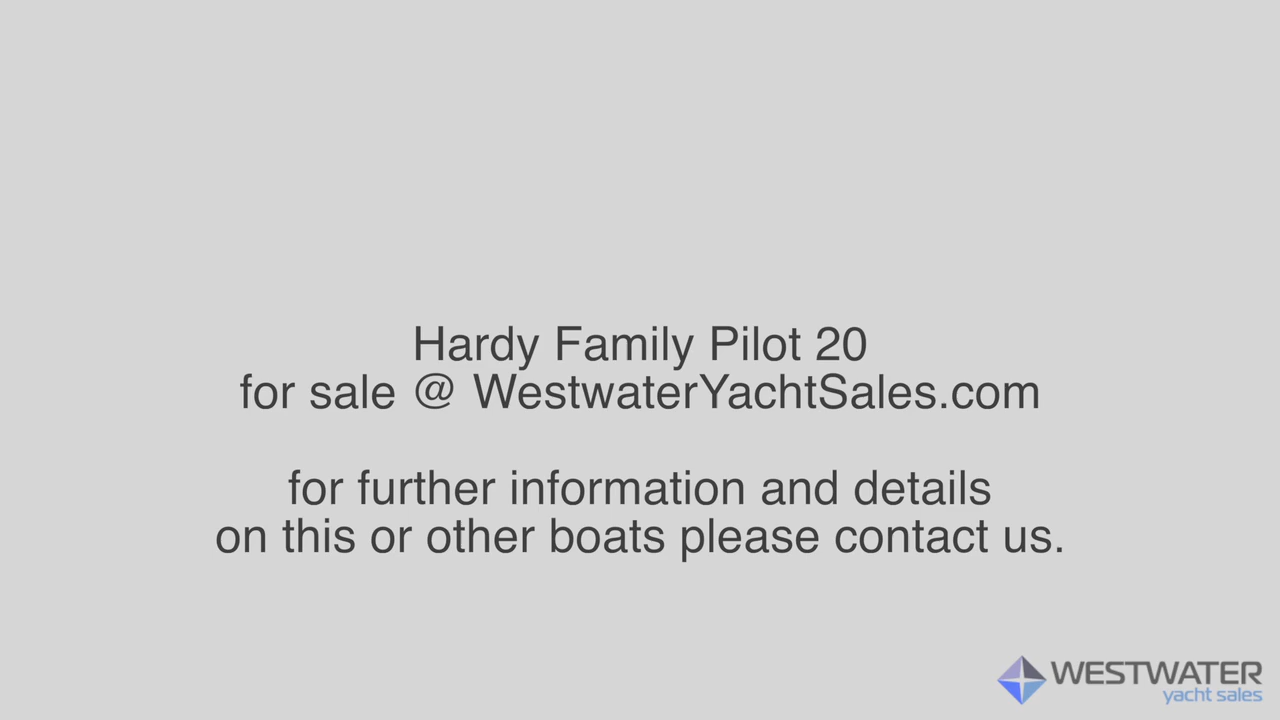 Hardy Family Pilot 20
for sale @ WestwaterYachtSales.com
for further information and details
on this or other boats please contact us.
WESTWATER
yacht sales